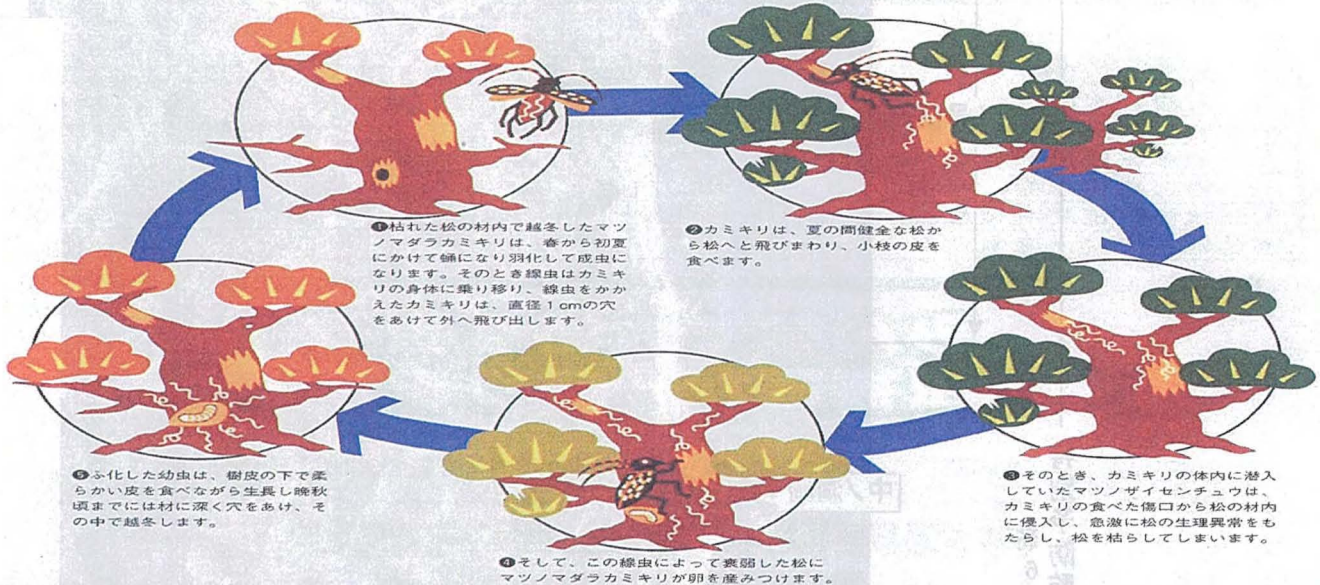 ❶枯れた松の材内で越冬したマツ
ノマダラカミキリは、春から初夏
にかけて蛹になり羽化して成虫に
なります。そのとき線虫はカミキ
リの身体に乗り移り、線虫をかか
えたカミキリは、直径1cmの穴
をあけて外へ飛び出します。
❷カミキリは、夏の間健全な松か
ら松へと飛びまわり、小枝の皮を
食べます。
❸そのとき、カミキリの体内に潜入
していたマツノザイセンチュウは、
カミキリの食べた傷口から松の材内
に侵入し、急激に松の生理異常をも
たらし、松を枯らしてしまいます。
❹そして、この線虫によって衰弱した松に
マツノマダラカミキリが卵を産みつけます。
❺ふ化した幼虫は、樹皮の下で柔
らかい皮を食べながら生長し晩秋
頃までには材に深く穴をあけ、そ
の中で越冬します。